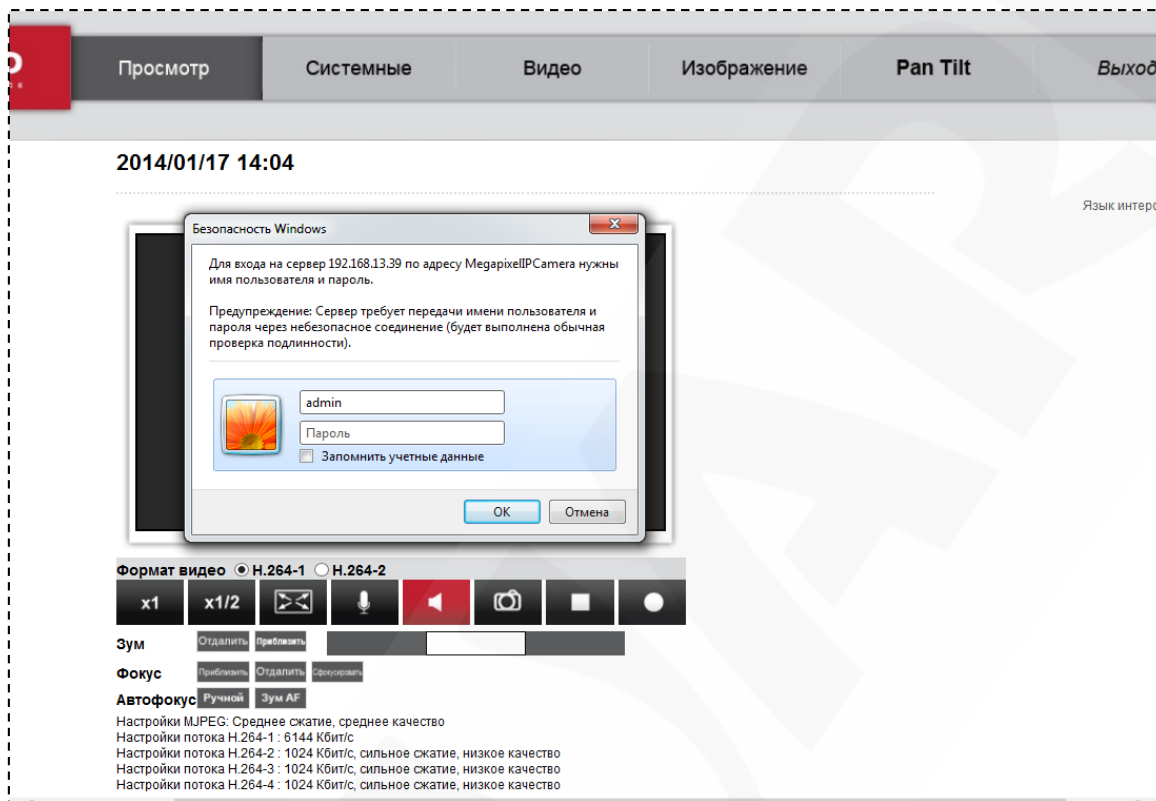 Просмотр Системные Видео Изображение Pan Tilt Выход
2014/01/17 14:04
Безопасность Windows
Для входа на сервер 192.168.13.39 по адресу MegapixelIPCamera нужны
имя пользователя и пароль.
Предупреждение: Сервер требует передачи имени пользователя и
пароля через небезопасное соединение (будет выполнена обычная
проверка подлинности).
admin
Пароль
Запомнить учетные данные
OK Отмена
Язык
Формат видео H.264-1 H.264-2
x1 x1/2
Зум Отдалить Приблизить
Фокус Приблизить Отдалить Сфокусировать
Автофокус Ручной Зум AF
Настройки MJPEG: Среднее сжатие, среднее качество
Настройки потока H.264-1 : 6144 Кбит/с
Настройки потока H.264-2 : 1024 Кбит/с, сильное сжатие, низкое качество
Настройки потока H.264-3 : 1024 Кбит/с, сильное сжатие, низкое качество
Настройки потока H.264-4 : 1024 Кбит/с, сильное сжатие, низкое качество